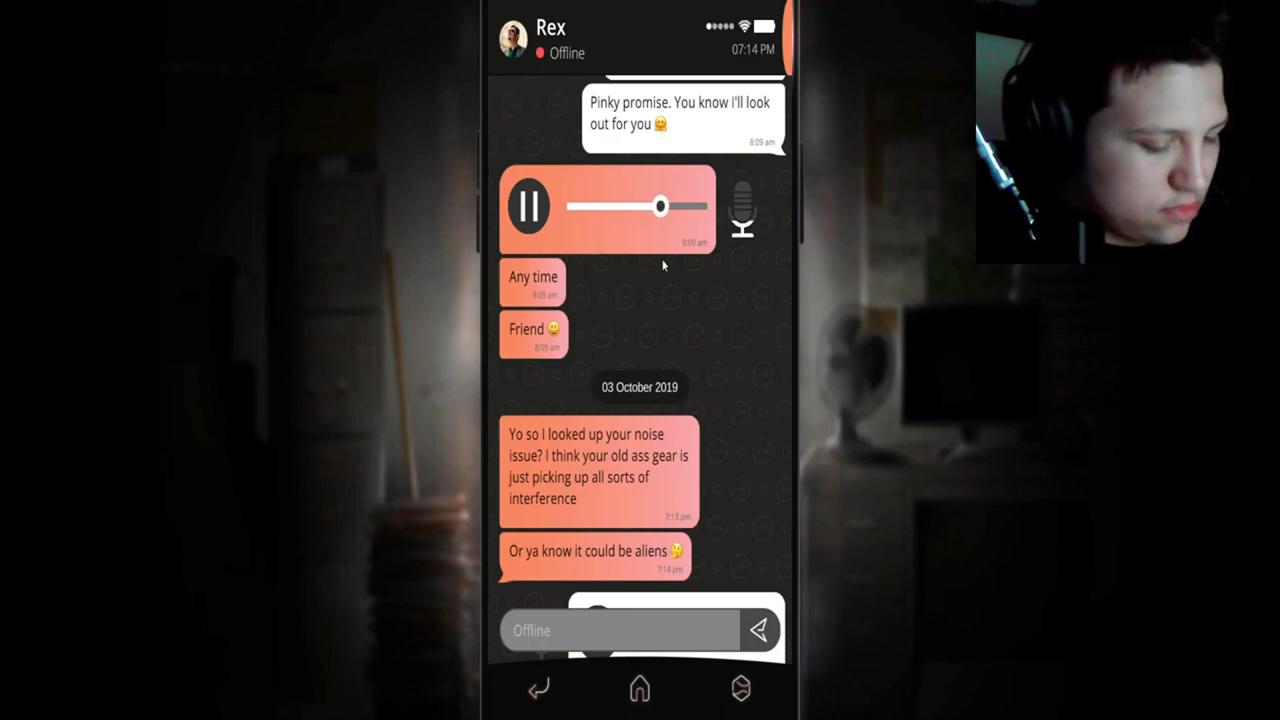 Rex
Offline
07:14 PM
Pinky promise. You know I'll look
out for you 🤗
8:09 am
8:09 am
Any time
8:09 am
Friend 🙂
8:09 am
03 October 2019
Yo so I looked up your noise
issue? I think your old ass gear is
just picking up all sorts of
interference
7:13 pm
Or ya know it could be aliens 🤔
7:14 pm
Offline